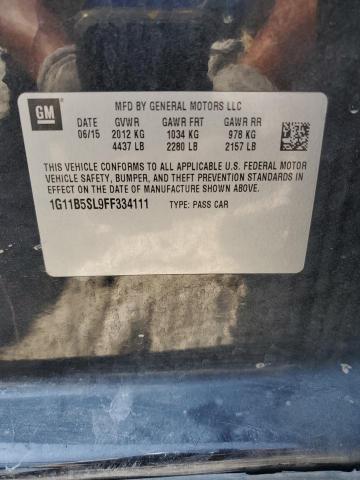 GM
MFD BY GENERAL MOTORS LLC
DATE GVWR GAWR FRT GAWR RR
06/15 2012 KG 1034 KG 978 KG
4437 LB 2280 LB 2157 LB
THIS VEHICLE CONFORMS TO ALL APPLICABLE U.S. FEDERAL MOTOR
VEHICLE SAFETY, BUMPER, AND THEFT PREVENTION STANDARDS
IN EFFECT ON THE DATE OF MANUFACTURE SHOWN ABOVE.
1G11B5SL9FF334111 TYPE: PASS CAR